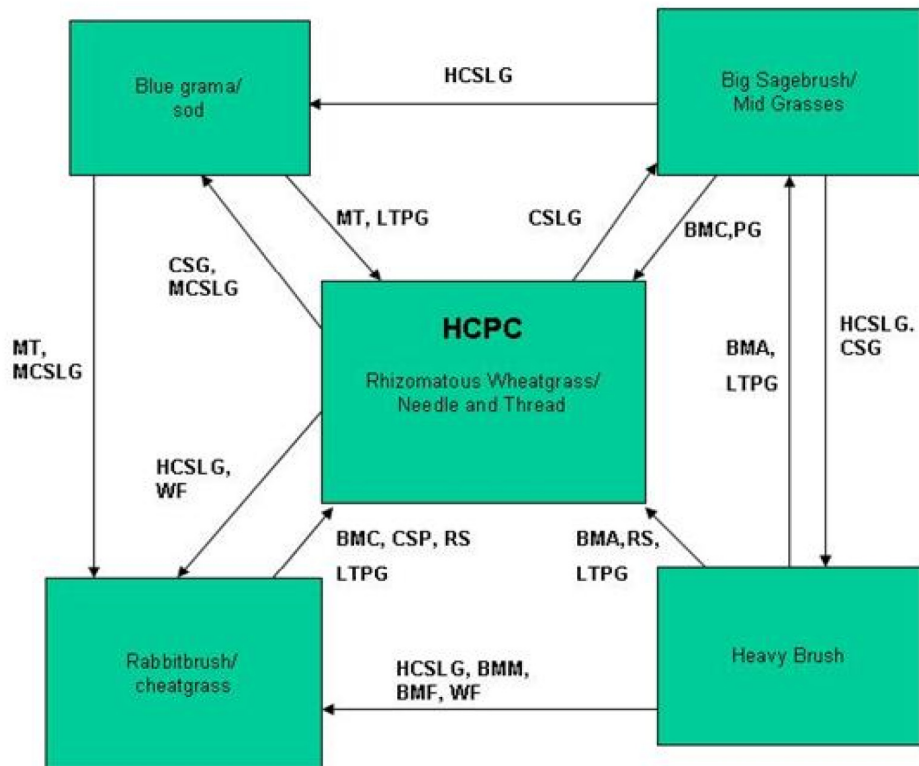 Blue grama/
sod
HCSLG
Big Sagebrush/
Mid Grasses
MT, LTPG
CSLG
BMC,PG
CSG,
MCSLG
HCPC
Rhizomatous Wheatgrass/
Needle and Thread
MT,
MCSLG
BMA,
LTPG
HCSLG.
CSG
HCSLG,
WF
BMC, CSP, RS
LTPG
BMA,RS,
LTPG
Rabbitbrush/
cheatgrass
HCSLG, BMM,
BMF, WF
Heavy Brush